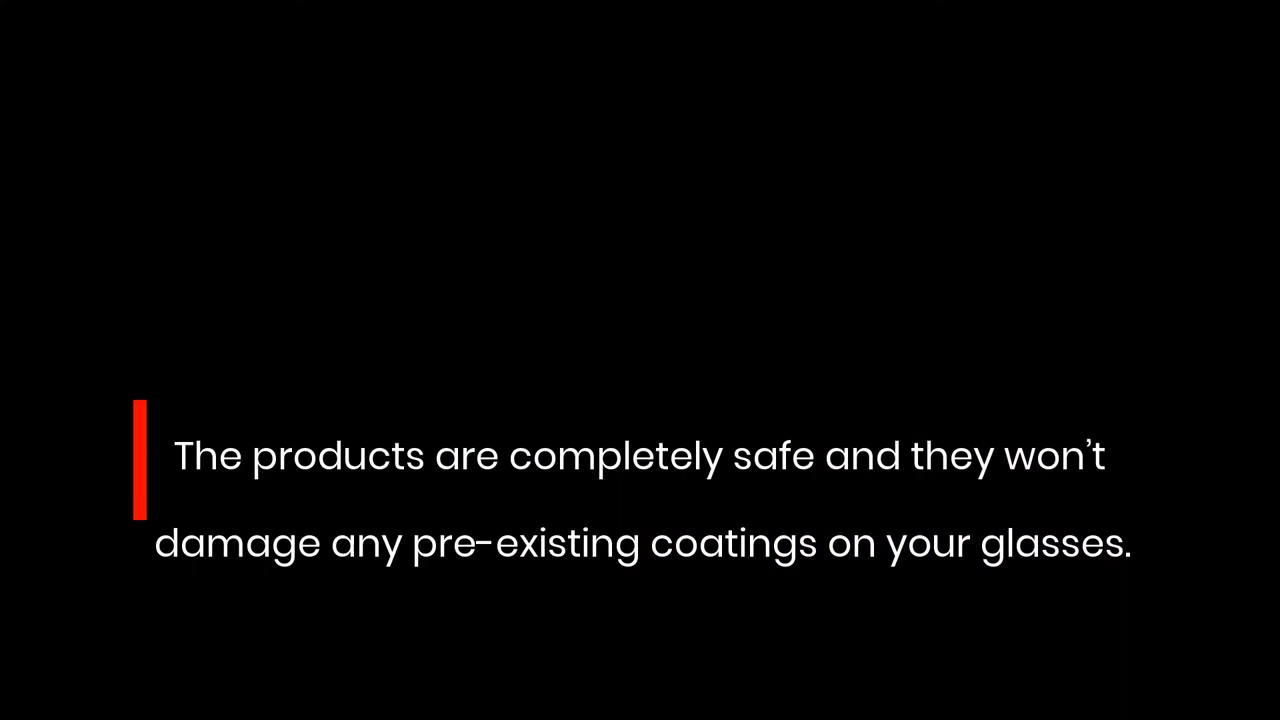 The products are completely safe and they won’t
damage any pre-existing coatings on your glasses.